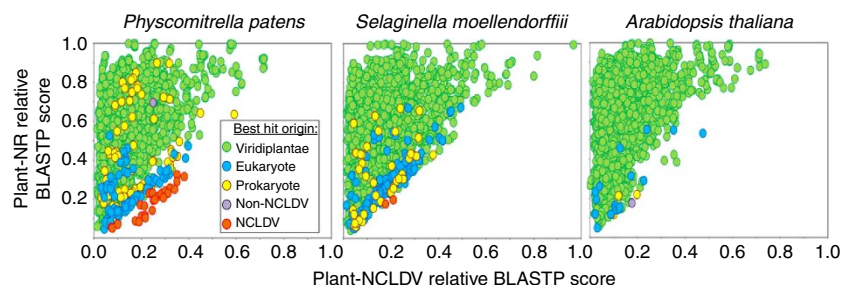 Physcomitrella patens Selaginella moellendorffiii Arabidopsis thaliana
Plant-NR relative
BLASTP score
1.0
0.8
0.6
0.4
0.2
Best hit origin:
Viridiplantae
Eukaryote
Prokaryote
Non-NCLDV
NCLDV
0.0 0.2 0.4 0.6 0.8 1.0 0.2 0.4 0.6 0.8 1.0 0.2 0.4 0.6 0.8 1.0
Plant-NCLDV relative BLASTP score